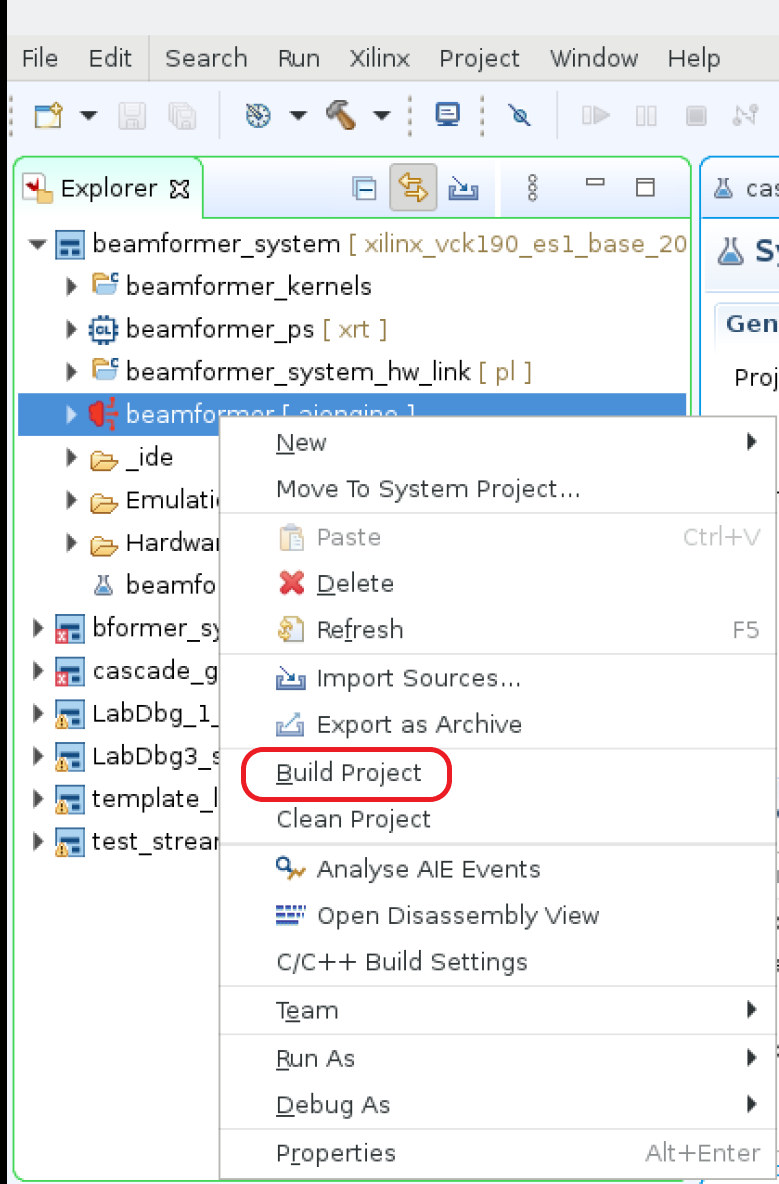 File Edit Search Run Xilinx Project Window Help
Explorer
cas
beamformer_system [ xilinx_vck190_es1_base_20
Sy
beamformer_kernels
beamformer_ps [ xrt ]
Gen
beamformer_system_hw_link [ pl ]
Proj
beamformer [ aiengine ]
_ide
Emulati
Hardwar
beamfo
bformer_sy
cascade_g
LabDbg_1_
LabDbg3_s
template_l
test_strear
New
Move To System Project...
Paste Ctrl+V
Delete
Refresh F5
Import Sources...
Export as Archive
Build Project
Clean Project
Analyse AIE Events
Open Disassembly View
C/C++ Build Settings
Team
Run As
Debug As
Properties Alt+Enter